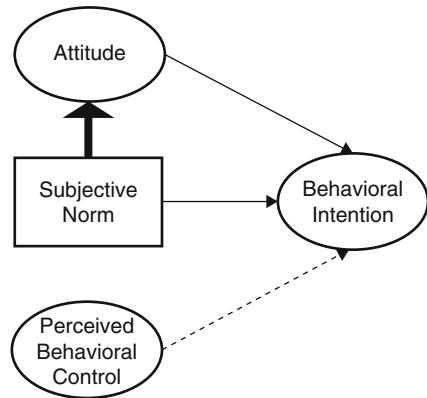 Attitude
Subjective
Norm
Behavioral
Intention
Perceived
Behavioral
Control